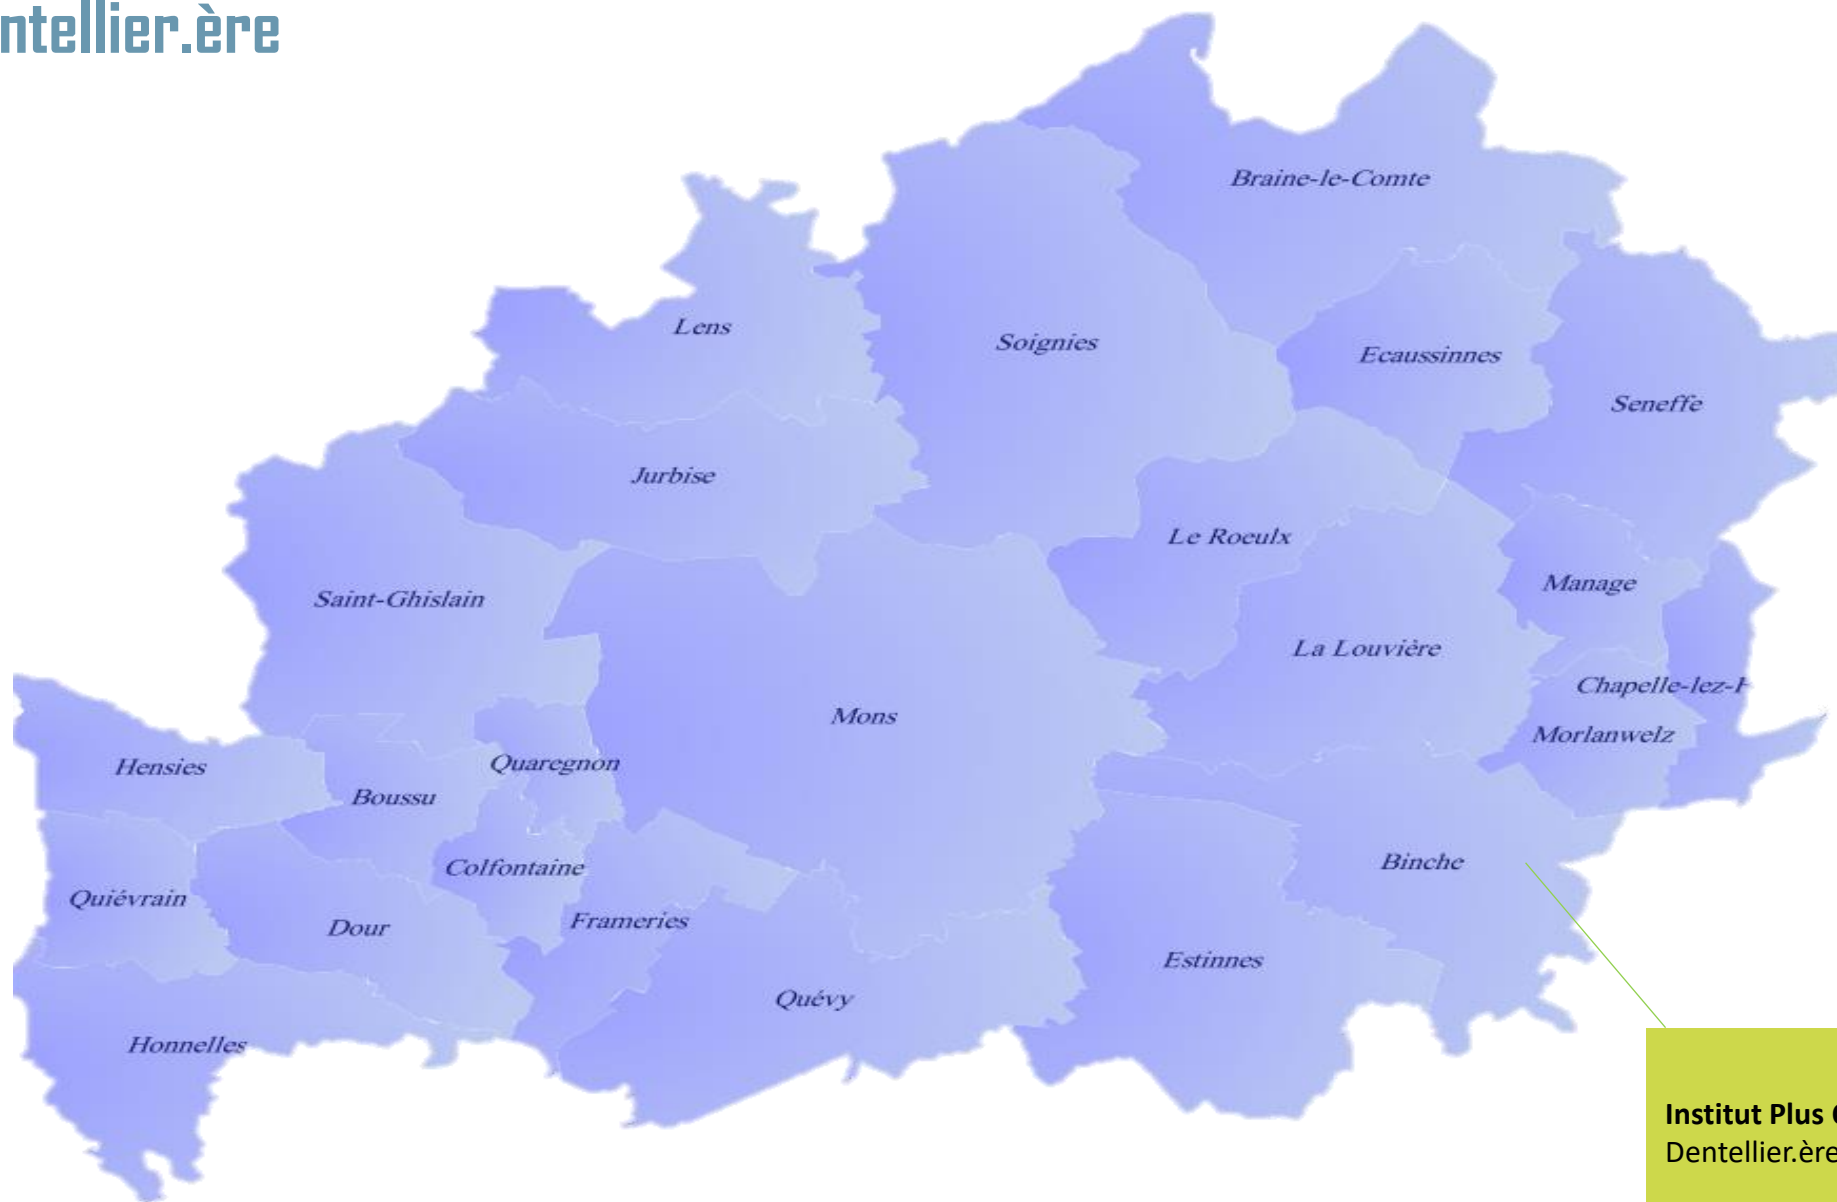 ntellier.ère
Braine-le-Comte
Lens
Soignies
Ecaussinnes
Seneffe
Jurbise
Le Roeulx
Manage
Saint-Ghislain
La Louvière
Chapelle-lez-
Mons
Morlanwelz
Hensies
Quaregnon
Boussu
Binche
Colfontaine
Quiévrain
Frameries
Dour
Estinnes
Quévy
Honnelles
Institut Plus
Dentellier.ère